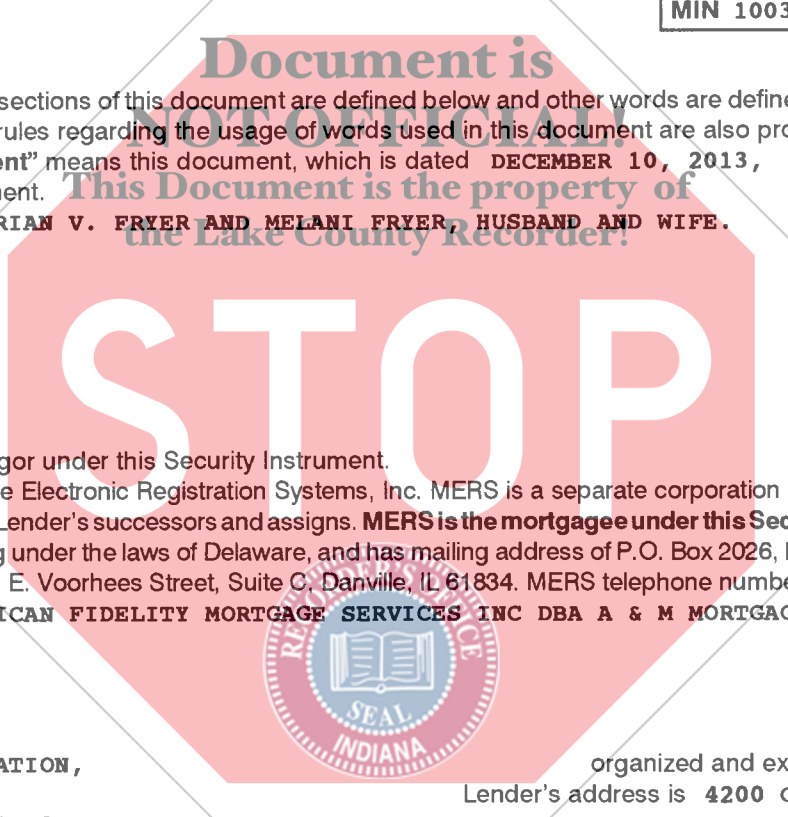 MIN 1003
Document is
sections of this document are defined below and other words are define
NOT OFFICIAL!
rules regarding the usage of words used in this document are also pro
ent” means this document, which is dated DECEMBER 10, 2013,
This Document is the property of
ent.
RIAN V. FRYER AND MELANI FRYER, HUSBAND AND WIFE.
the Lake County Recorder!
STOP
gor under this Security Instrument.
e Electronic Registration Systems, Inc. MERS is a separate corporation
Lender's successors and assigns. MERS is the mortgagee under this Sec
g under the laws of Delaware, and has mailing address of P.O. Box 2026,
E. Voorhees Street, Suite C, Danville, IL 61834. MERS telephone numbe
ICAN FIDELITY MORTGAGE SERVICES INC DBA A & M MORTGAG
RECORDER'S OFFICE
SEAL
INDIANA
ATION,
organized and ex
Lender's address is 4200